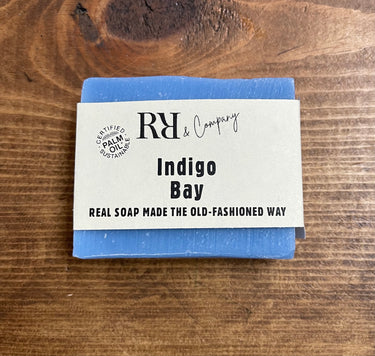 RR & Company
CERTIFIED
PALM
OIL
SUSTAINABLE
Indigo
Bay
REAL SOAP MADE THE OLD-FASHIONED WAY